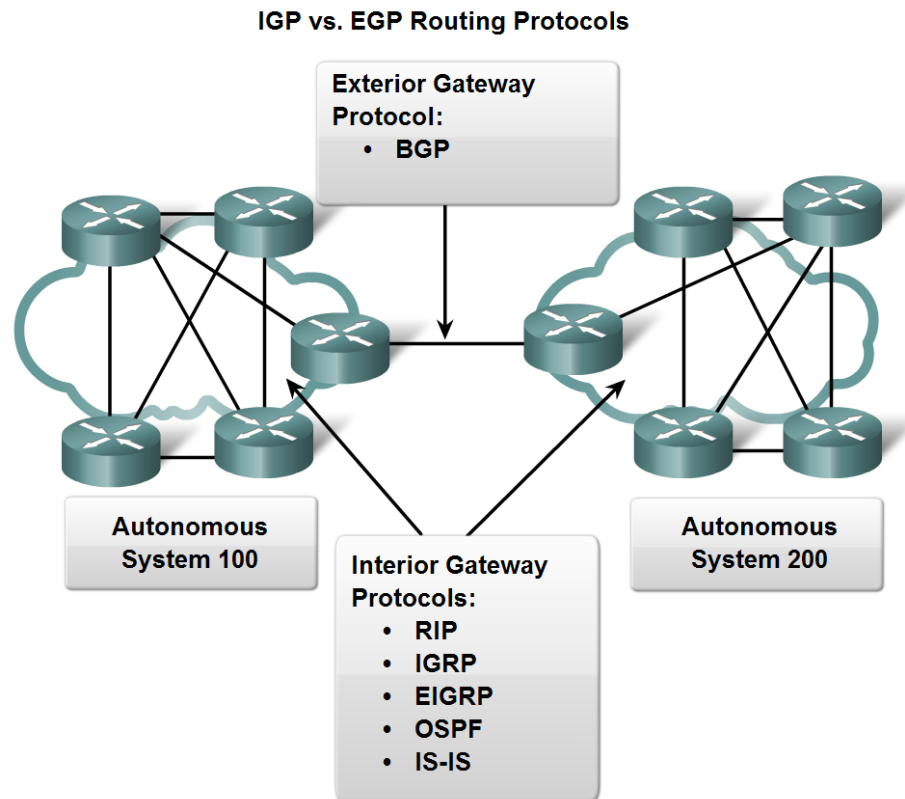 IGP vs. EGP Routing Protocols
Exterior Gateway
Protocol:
• BGP
Autonomous
System 100
Autonomous
System 200
Interior Gateway
Protocols:
• RIP
• IGRP
• EIGRP
• OSPF
• IS-IS